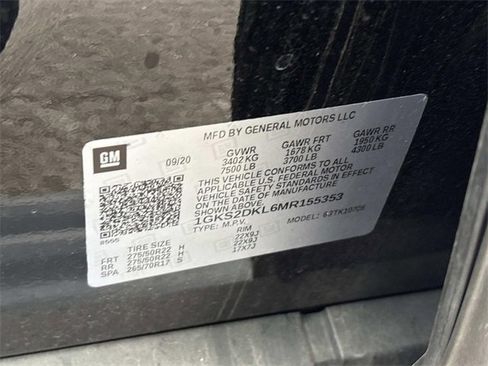 MFD BY GENERAL MOTORS LLC
GM 09/20
GVWR GAWR FRT GAWR RR
3402 KG 1678 KG 1950 KG
7500 LB 3700 LB 4300 LB
THIS VEHICLE CONFORMS TO ALL
APPLICABLE U.S. FEDERAL MOTOR
VEHICLE SAFETY STANDARDS IN EFFECT
ON THE DATE OF MANUFACTURE SHOWN ABOVE.
1GKS2DKL6MR155353
TYPE: M.P.V. MODEL:
RIM
FRT 275/50R22 H 22X9J
RR 275/50R22 H 22X9J
SPA 265/70R17 S 17X7J